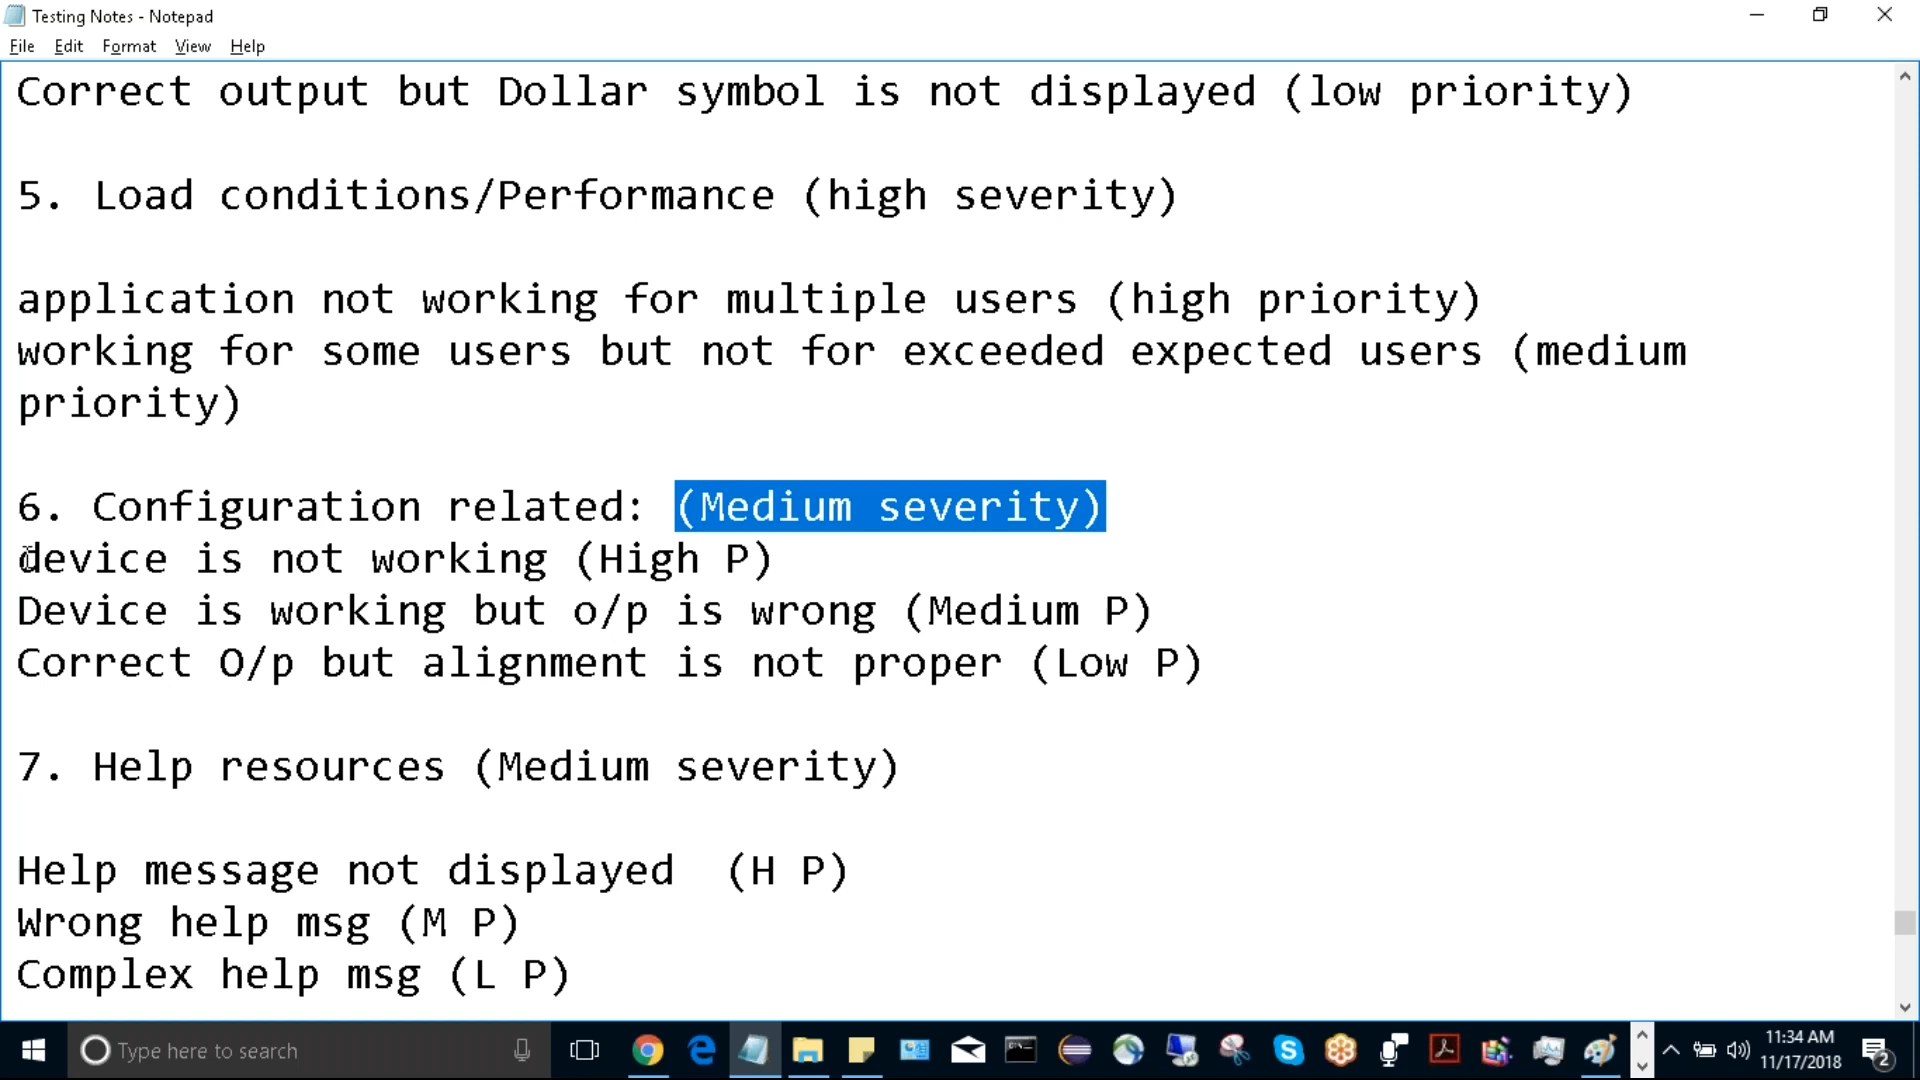 Testing Notes - Notepad
File Edit Format View Help
Correct output but Dollar symbol is not displayed (low priority)
5. Load conditions/Performance (high severity)
application not working for multiple users (high priority)
working for some users but not for exceeded expected users (medium
priority)
6. Configuration related: (Medium severity)
device is not working (High P)
Device is working but o/p is wrong (Medium P)
Correct O/p but alignment is not proper (Low P)
7. Help resources (Medium severity)
Help message not displayed  (H P)
Wrong help msg (M P)
Complex help msg (L P)
Type here to search
11:34 AM
11/17/2018
2